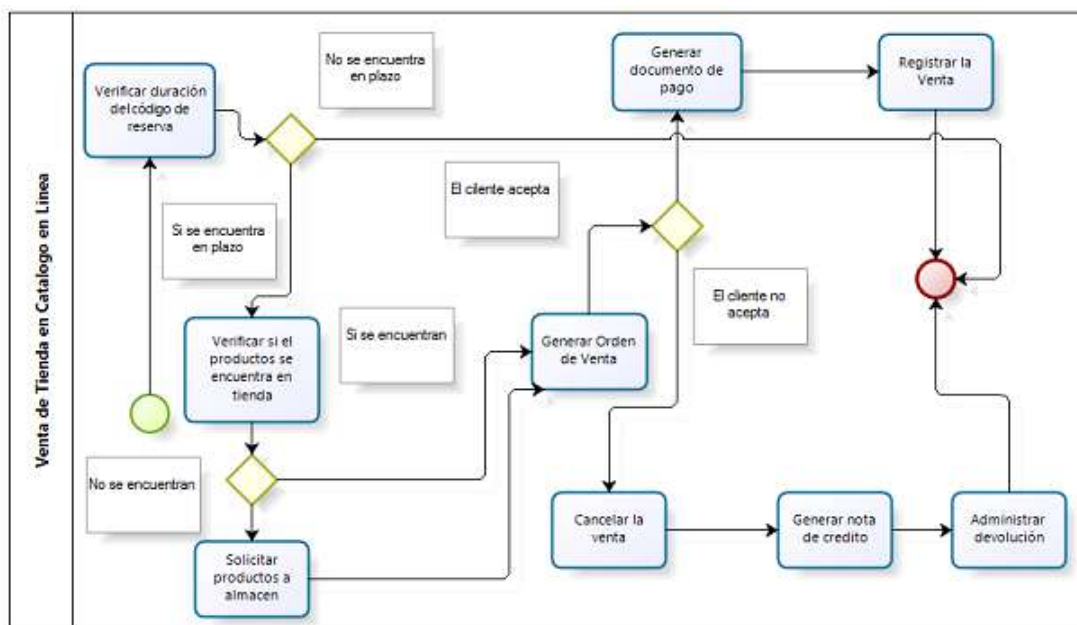 Venta de Tienda en Catalogo en Linea
Verificar duración
del código de
reserva
No se encuentra
en plazo
Generar
documento de
pago
Registrar la
Venta
Si se encuentra
en plazo
El cilente acepta
Verificar si el
productos se
encuentra en
tienda
Si se encuentran
Generar Orden
de Venta
El cliente no
acepta
No se encuentran
Solicitar
productos a
almacen
Cancelar la
venta
Generar nota
de credito
Administrar
devolución